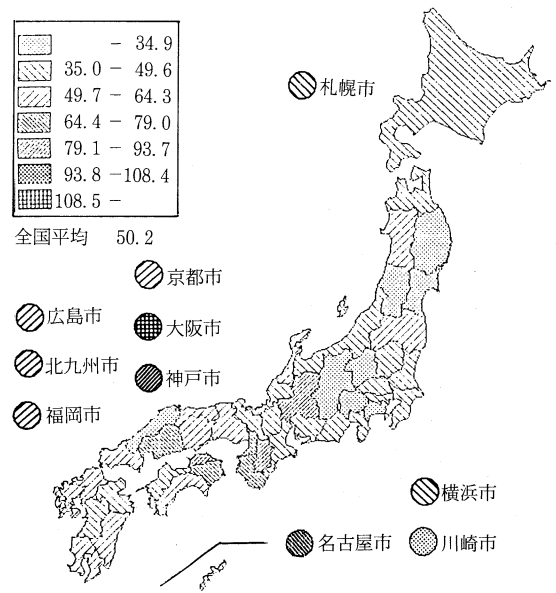 − 34.9
35.0 − 49.6
49.7 − 64.3
64.4 − 79.0
79.1 − 93.7
93.8 −108.4
108.5 −
全国平均 50.2
札幌市
京都市
広島市
大阪市
北九州市
神戸市
福岡市
横浜市
名古屋市
川崎市